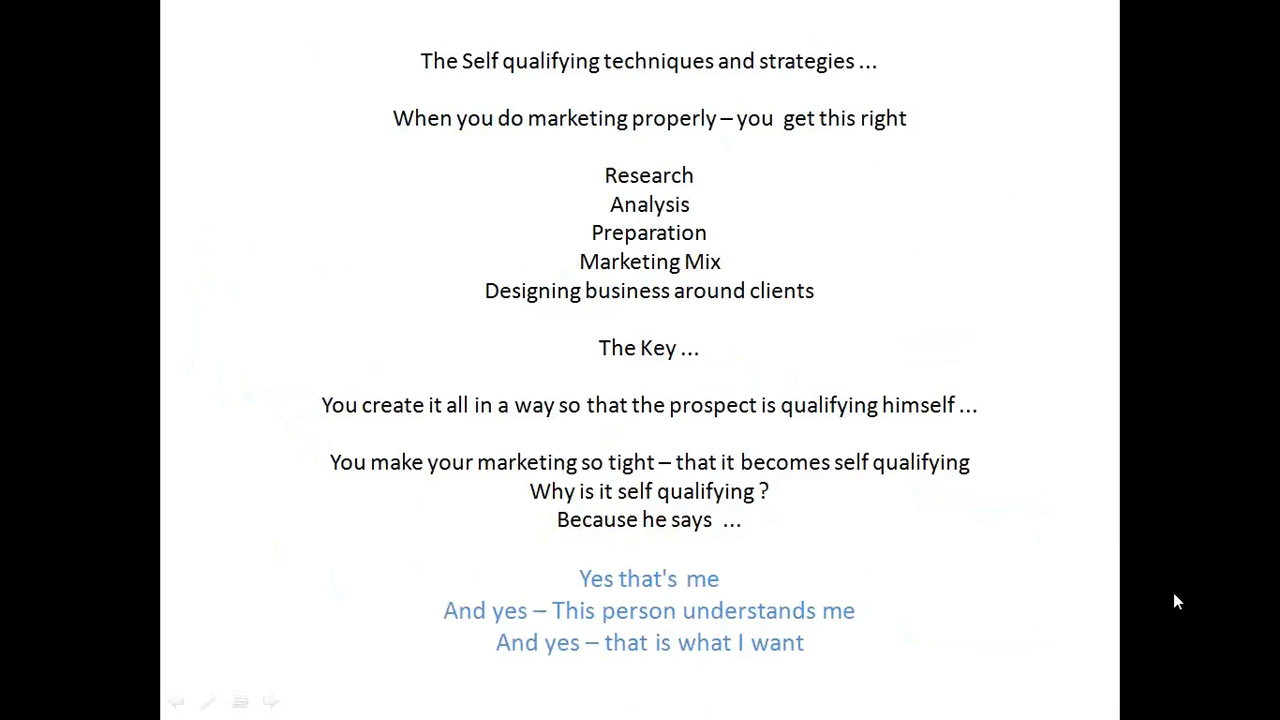 The Self qualifying techniques and strategies ...
When you do marketing properly – you get this right
Research
Analysis
Preparation
Marketing Mix
Designing business around clients
The Key ...
You create it all in a way so that the prospect is qualifying himself ...
You make your marketing so tight – that it becomes self qualifying
Why is it self qualifying ?
Because he says ...
Yes that's me
And yes – This person understands me
And yes – that is what I want